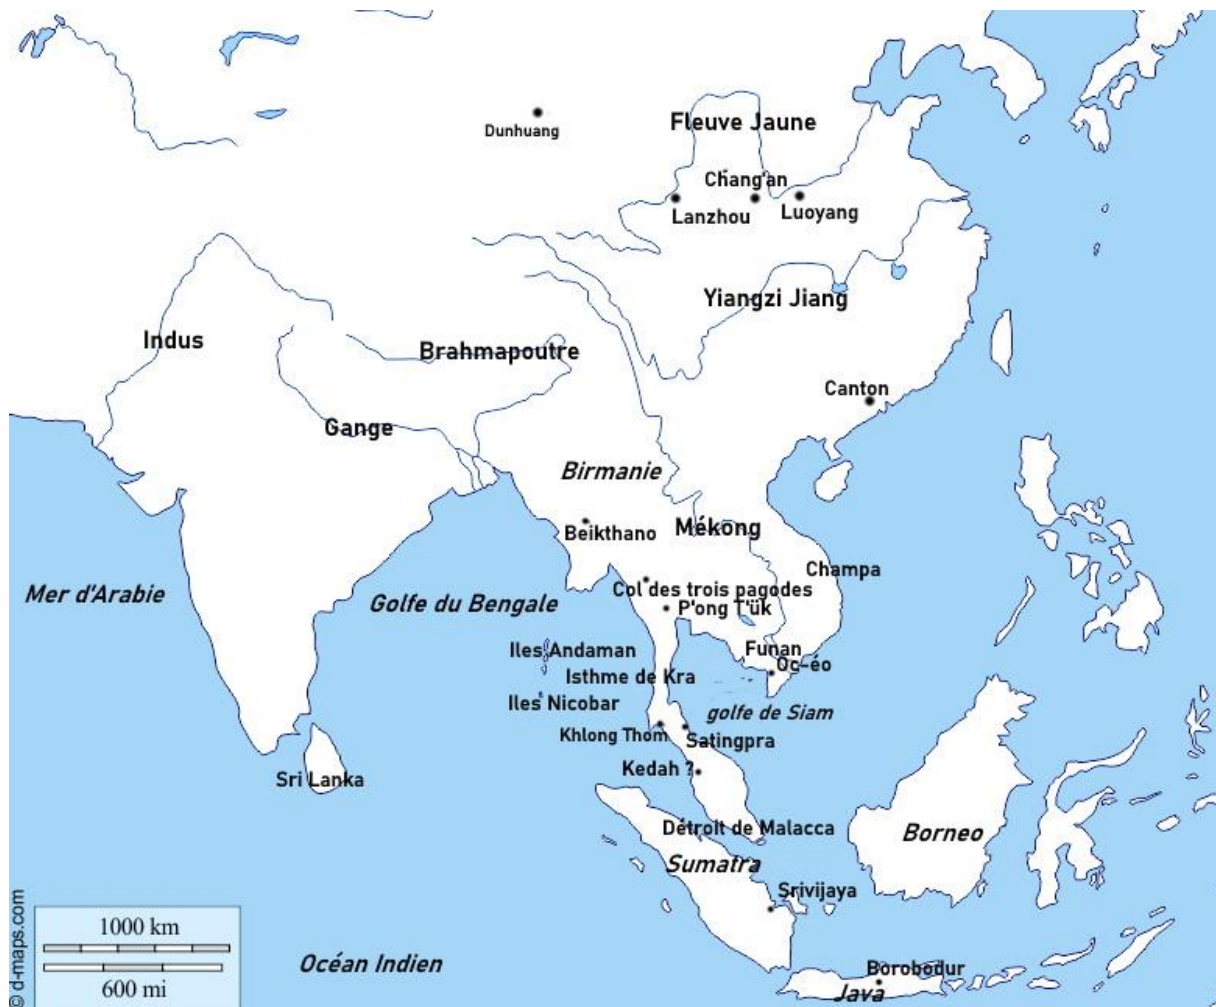 Fleuve Jaune
Dunhuang
Chang'an
Lanzhou
Luoyang
Yiangzi Jiang
Indus
Brahmapoutre
Canton
Gange
Birmanie
Beikthano
Mékong
Champa
Mer d'Arabie
Golfe du Bengale
Col des trois pagodes
P'ong T'ük
Iles Andaman
Funan
Oc-éo
Isthme de Kra
Iles Nicobar
golfe de Siam
Khlong Thom
Satingpra
Kedah ?
Sri Lanka
Détroit de Malacca
Borneo
Sumatra
Srivijaya
1000 km
600 mi
Océan Indien
Borobodur
Java
© d-maps.com